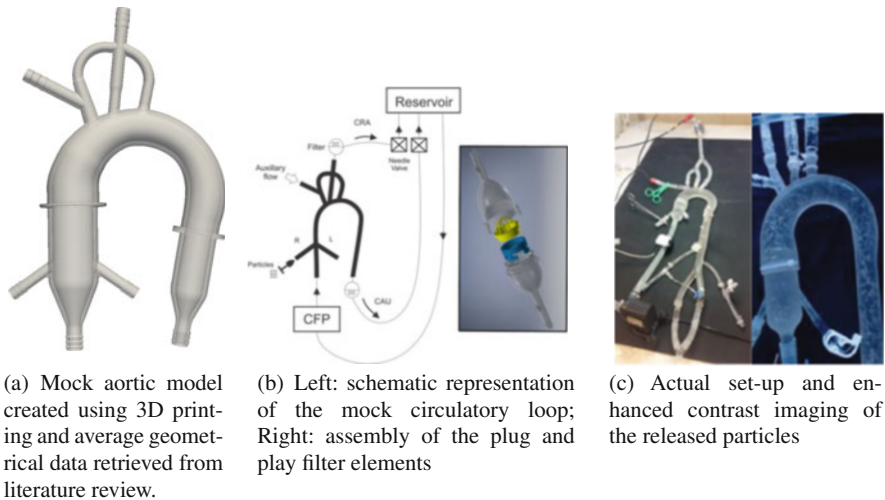 Reservoir
CRA
Filter
Needle
Valve
Auxillary
flow
R
L
Particles
CAU
CFP
(a) Mock aortic model
created using 3D print-
ing and average geomet-
rical data retrieved from
literature review.
(b) Left: schematic representation
of the mock circulatory loop;
Right: assembly of the plug and
play filter elements
(c) Actual set-up and en-
hanced contrast imaging of
the released particles